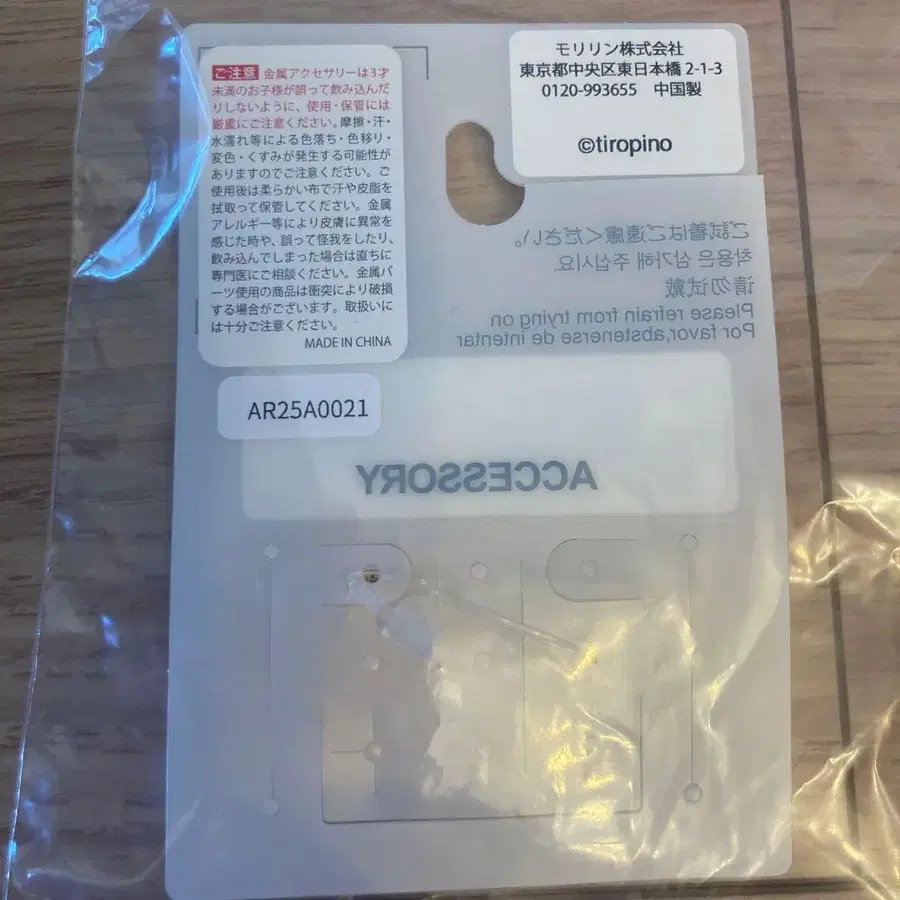 ご注意 金属アクセサリーは3才
未満のお子様が誤って飲み込んだ
りしないように、使用・保管には
厳重にご注意ください。摩擦・汗・
水濡れ等による色落ち・色移り・
変色・くすみが発生する可能性が
ありますのでご注意ください。ご
使用後は柔らかい布で汗や皮脂を
拭取って保管してください。金属
アレルギー等により皮膚に異常を
感じた時や、誤って怪我をしたり、
飲み込んでしまった場合は直ちに
専門医にご相談ください。金属パ
ーツ使用の商品は衝突により破損
する場合がございます。取扱いに
は十分ご注意ください。
MADE IN CHINA
モリリン株式会社
東京都中央区東日本橋 2-1-3
0120-993655 中国製
©tiropino
ご試着はご遠慮ください。
착용은 삼가해 주십시요.
请勿试戴
Please refrain from trying on
Por favor,abstenerse de intentar
AR25A0021
ACCESSORY